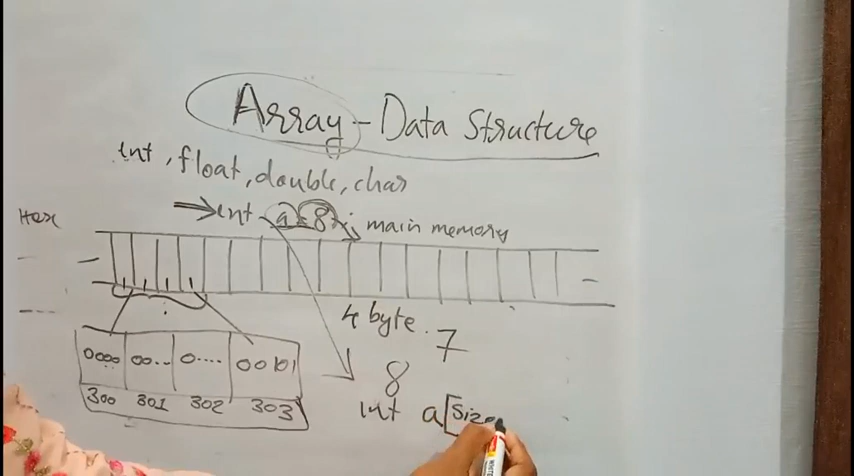 Array - Data Structure
int, float, double, char
int a = 8; main memory
Hex
4 byte.
7
0000 00... 0.... 00101
8
300 301 302 303
int a[Size